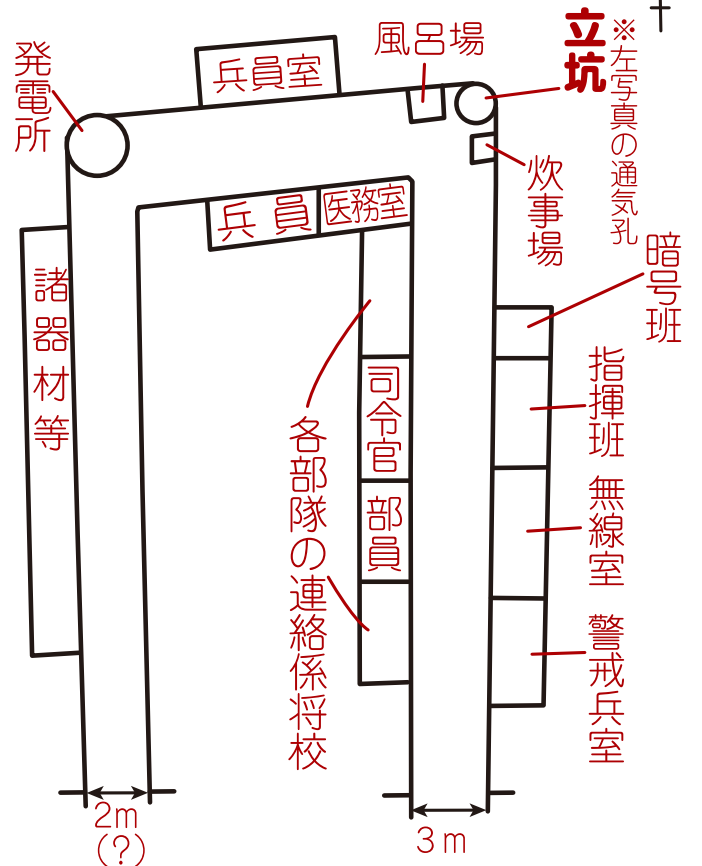 発電所
兵員室
風呂場
立坑
※左写真の通気孔
炊事場
兵員
医務室
諸器材等
暗号班
司令官
指揮班
各部隊の連絡係将校
部員
無線室
警戒兵室
2m
(?)
3m